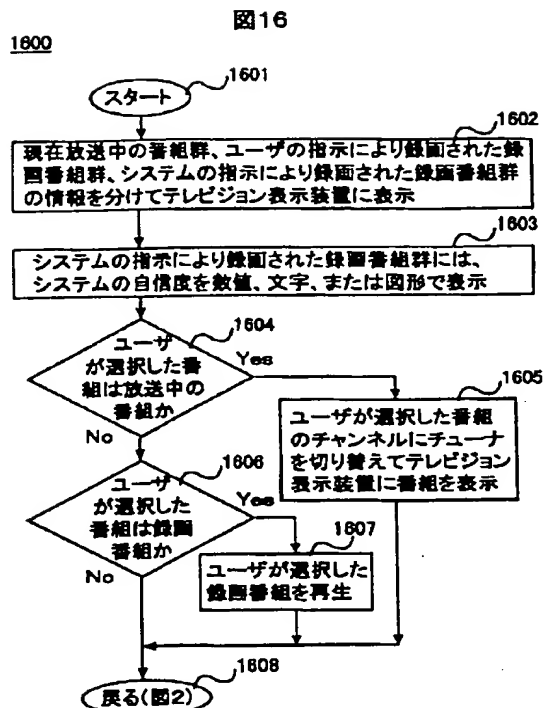 図16
1600
1601
スタート
1602
現在放送中の番組群、ユーザの指示により録画された録
画番組群、システムの指示により録画された録画番組群
の情報を分けてテレビジョン表示装置に表示
1603
システムの指示により録画された録画番組群には、
システムの自信度を数値、文字、または図形で表示
1604
ユーザ
が選択した番
組は放送中の
番組か
Yes
No
1605
ユーザが選択した番組
のチャンネルにチューナ
を切り替えてテレビジョン
表示装置に番組を表示
1606
ユーザ
が選択した
番組は録画
番組か
Yes
No
1607
ユーザが選択した
録画番組を再生
1608
戻る(図2)